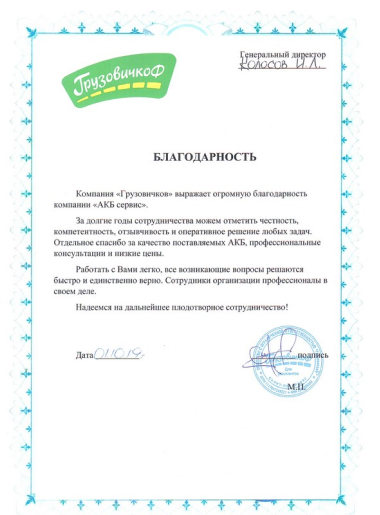 ГрузовичкоФ
Генеральный директор
Колосов И.Л.
БЛАГОДАРНОСТЬ
Компания «Грузовичков» выражает огромную благодарность
компании «АКБ сервис».
За долгие годы сотрудничества можем отметить честность,
компетентность, отзывчивость и оперативное решение любых задач.
Отдельное спасибо за качество поставляемых АКБ, профессиональные
консультации и низкие цены.
Работать с Вами легко, все возникающие вопросы решаются
быстро и единственно верно. Сотрудники организации профессионалы в
своем деле.
Надеемся на дальнейшее плодотворное сотрудничество!
Дата 01.10.19г. подпись
Для
М.П.